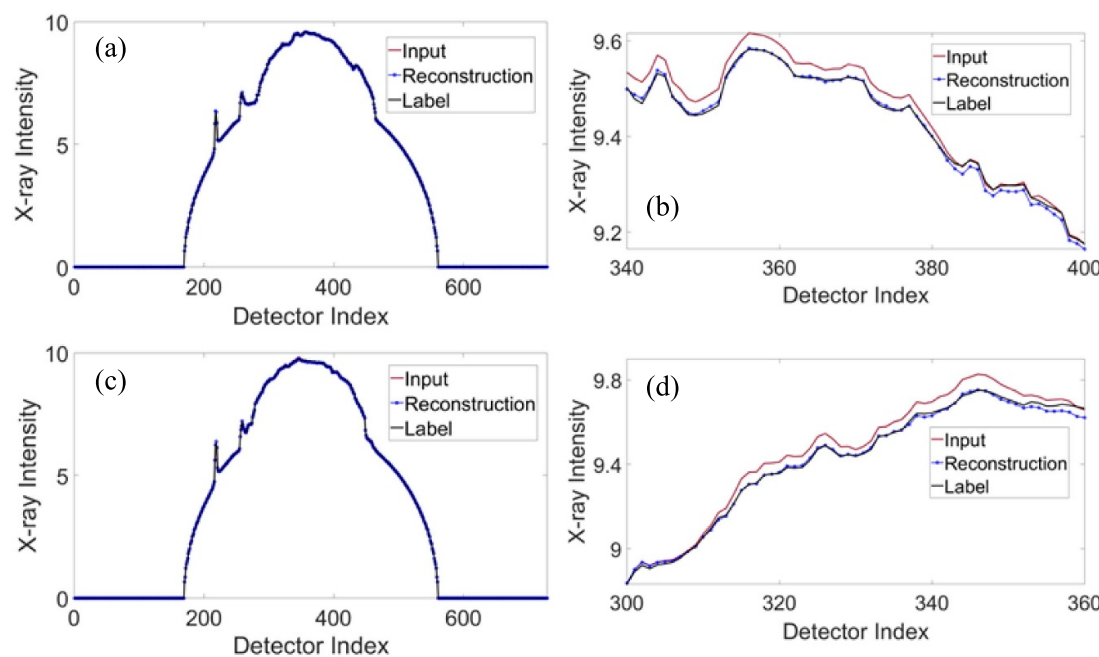 (a)
10
5
0
X-ray Intensity
Input
Reconstruction
Label
0 200 400 600
Detector Index
(b)
9.6
9.4
9.2
X-ray Intensity
Input
Reconstruction
Label
340 360 380 400
Detector Index
(c)
10
5
0
X-ray Intensity
Input
Reconstruction
Label
0 200 400 600
Detector Index
(d)
9.8
9.4
9
X-ray Intensity
Input
Reconstruction
Label
300 320 340 360
Detector Index